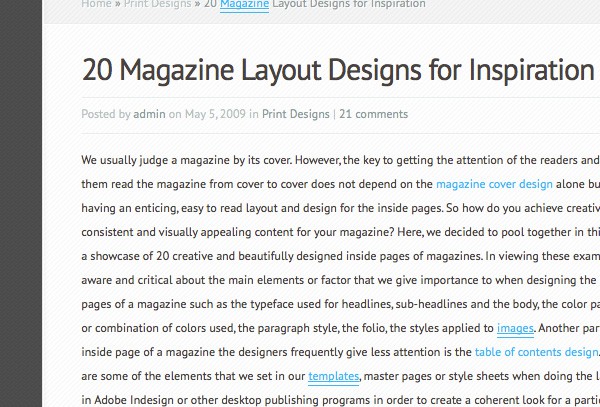 Home » Print Designs » 20 Magazine Layout Designs for Inspiration
20 Magazine Layout Designs for Inspiration
Posted by admin on May 5, 2009 in Print Designs | 21 comments
We usually judge a magazine by its cover. However, the key to getting the attention of the readers and
them read the magazine from cover to cover does not depend on the magazine cover design alone bu
having an enticing, easy to read layout and design for the inside pages. So how do you achieve creativ
consistent and visually appealing content for your magazine? Here, we decided to pool together in thi
a showcase of 20 creative and beautifully designed inside pages of magazines. In viewing these exam
aware and critical about the main elements or factor that we give importance to when designing the
pages of a magazine such as the typeface used for headlines, sub-headlines and the body, the color pa
or combination of colors used, the paragraph style, the folio, the styles applied to images. Another par
inside page of a magazine the designers frequently give less attention is the table of contents design.
are some of the elements that we set in our templates, master pages or style sheets when doing the l
in Adobe Indesign or other desktop publishing programs in order to create a coherent look for a partic